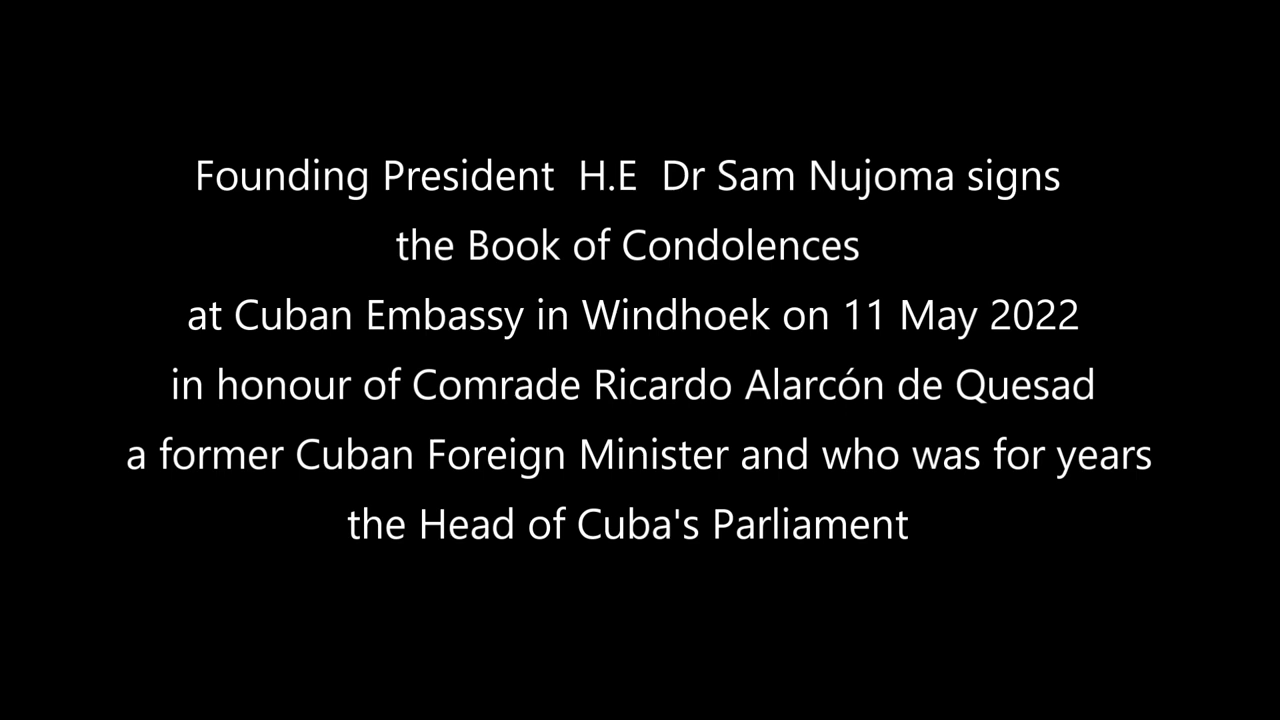 Founding President  H.E  Dr Sam Nujoma signs
the Book of Condolences
at Cuban Embassy in Windhoek on 11 May 2022
in honour of Comrade Ricardo Alarcón de Quesad
a former Cuban Foreign Minister and who was for years
the Head of Cuba's Parliament